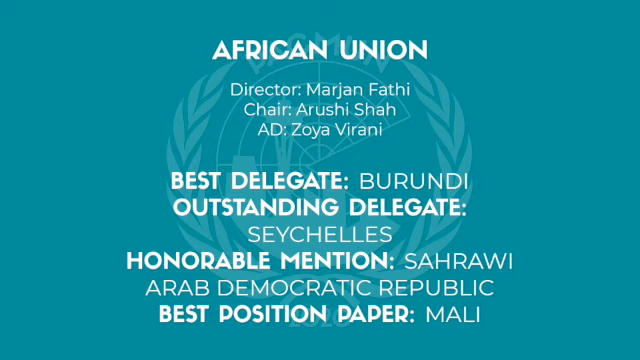 AFRICAN UNION
Director: Marjan Fathi
Chair: Arushi Shah
AD: Zoya Virani
BEST DELEGATE: BURUNDI
OUTSTANDING DELEGATE:
SEYCHELLES
HONORABLE MENTION: SAHRAWI
ARAB DEMOCRATIC REPUBLIC
BEST POSITION PAPER: MALI
2020